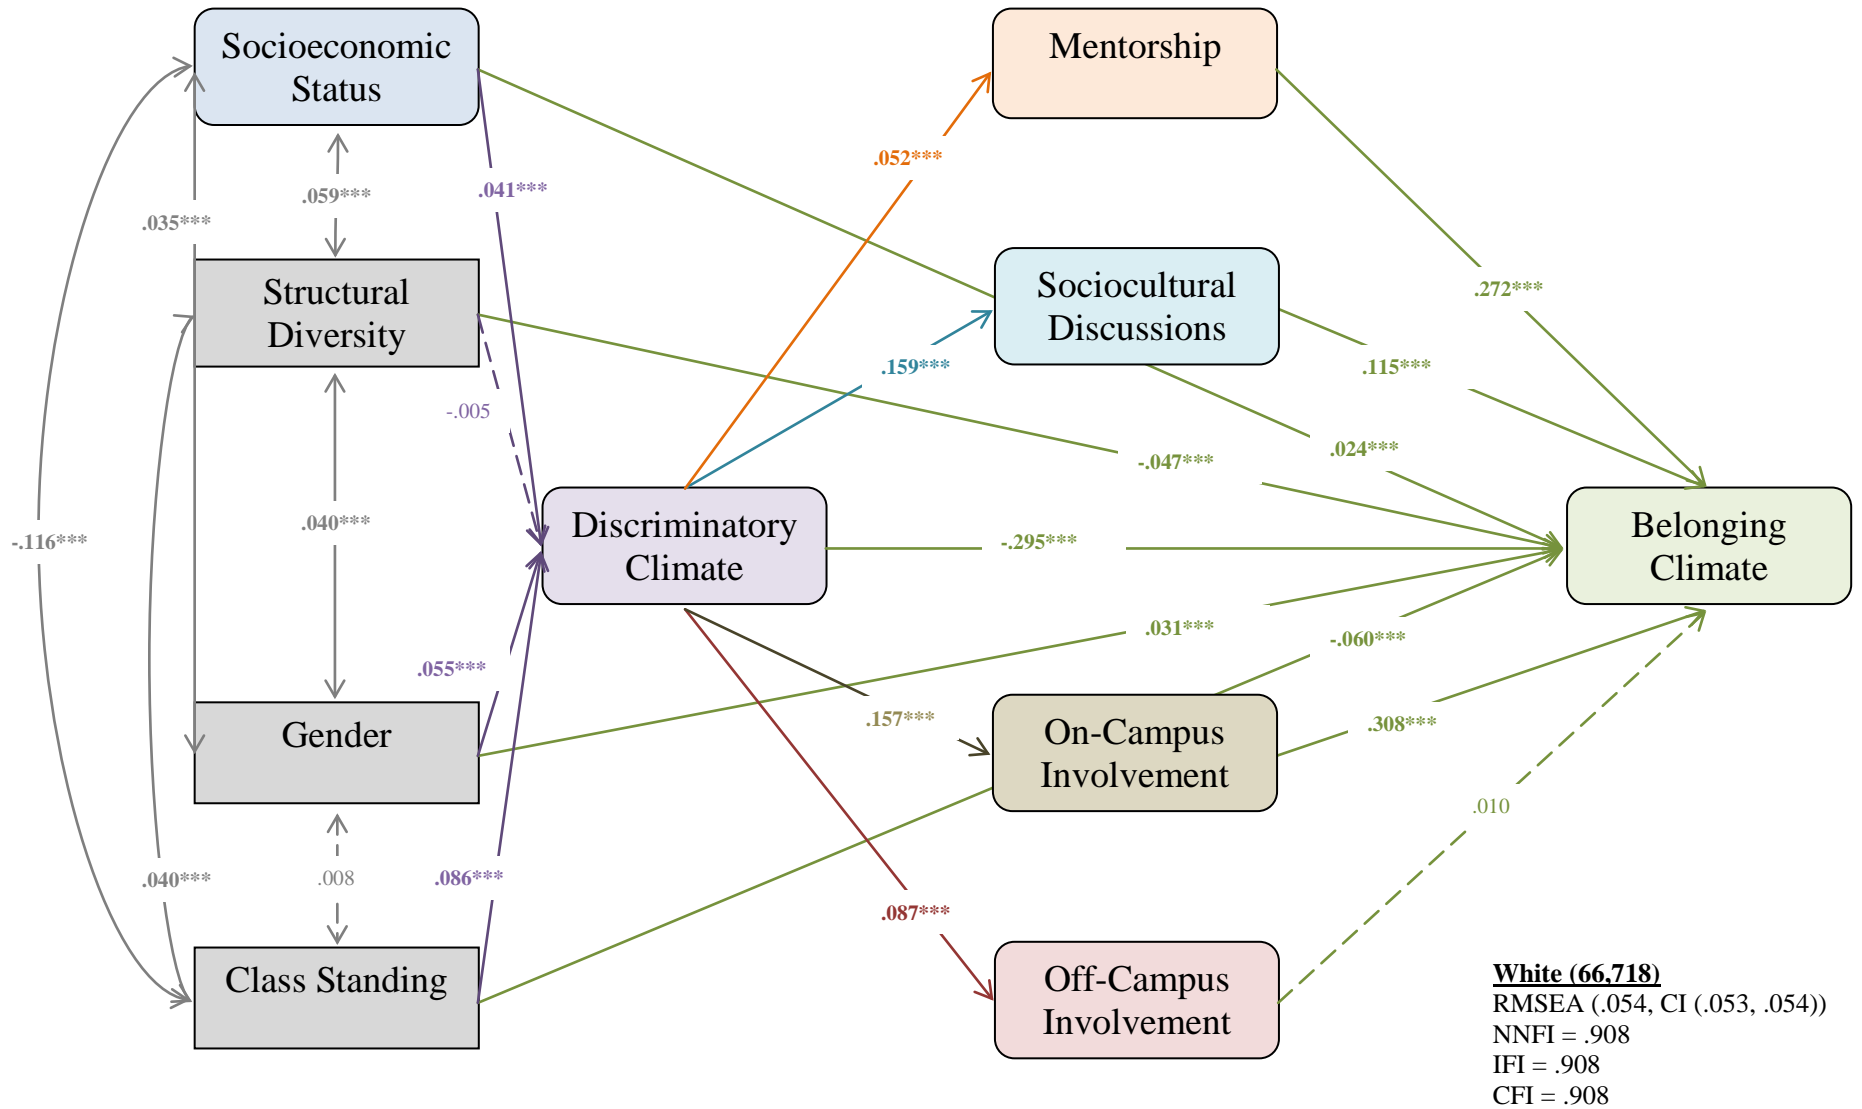 Socioeconomic
Status
Mentorship
.052***
.041***
.059***
.035***
Structural
Diversity
Sociocultural
Discussions
.272***
.159***
.115***
-.005
.024***
-.047***
Discriminatory
Climate
Belonging
Climate
.040***
-.116***
-.295***
.031***
-.060***
.055***
Gender
.157***
On-Campus
Involvement
.308***
.010
.040***
.008
.086***
.087***
Class Standing
Off-Campus
Involvement
White (66,718)
RMSEA (.054, CI (.053, .054))
NNFI = .908
IFI = .908
CFI = .908